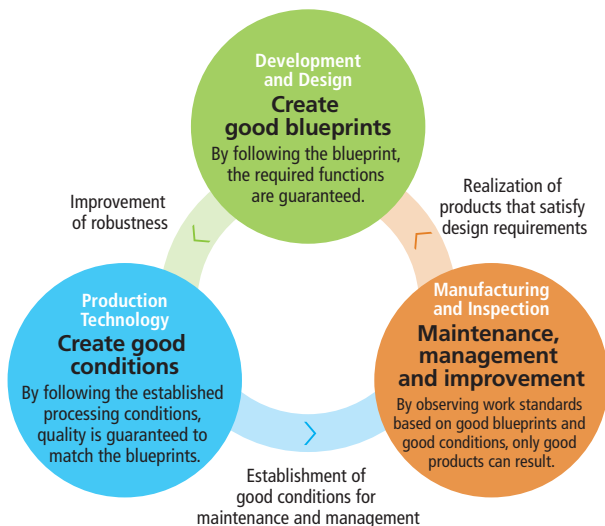 Development
and Design
Create
good blueprints
By following the blueprint,
the required functions
are guaranteed.
Improvement
of robustness
Realization of
products that satisfy
design requirements
Production
Technology
Create good
conditions
By following the established
processing conditions,
quality is guaranteed to
match the blueprints.
Manufacturing
and Inspection
Maintenance,
management
and improvement
By observing work standards
based on good blueprints and
good conditions, only good
products can result.
Establishment of
good conditions for
maintenance and management